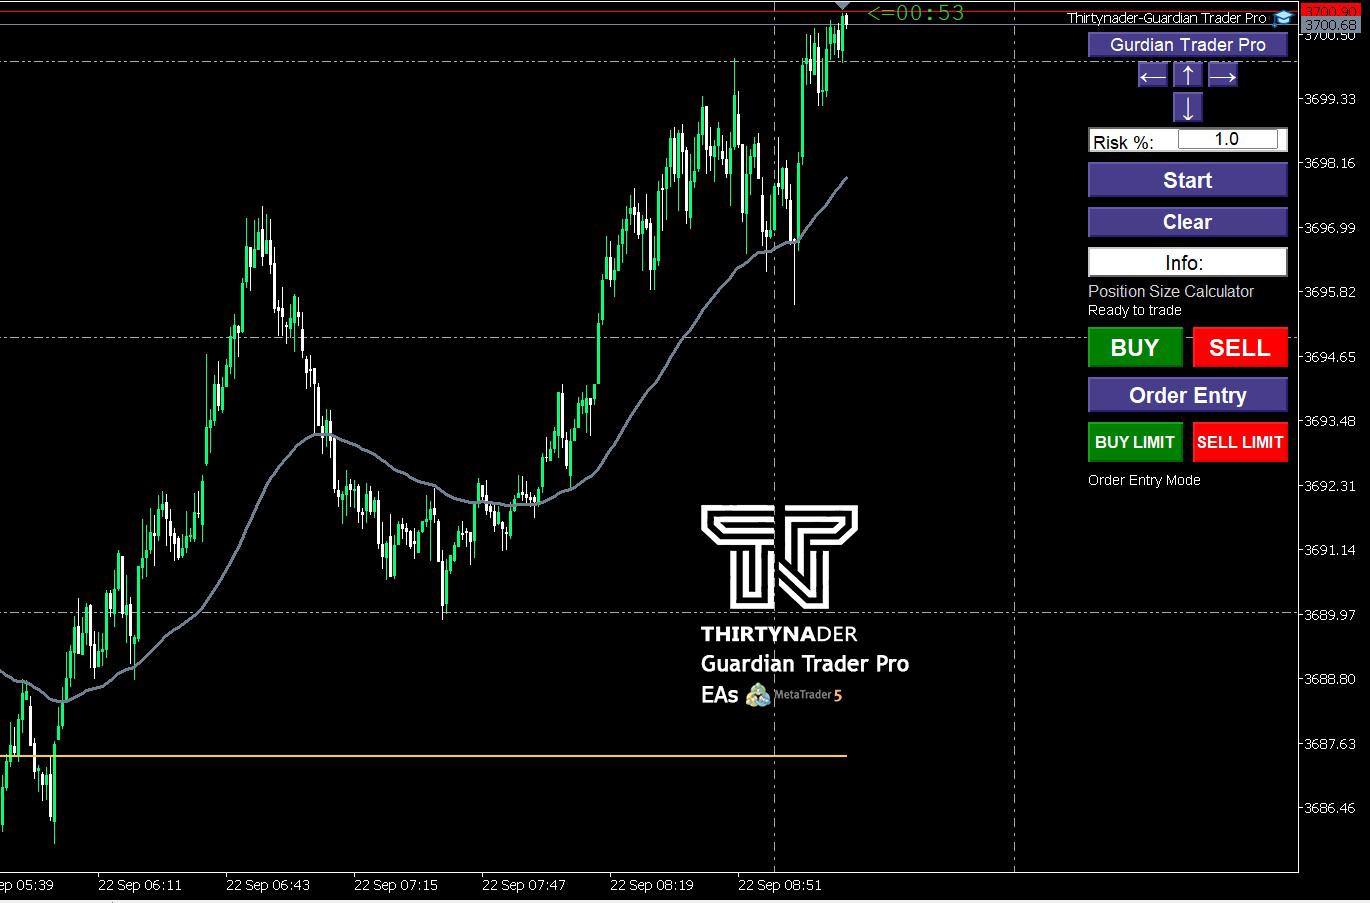 <=00:53
Thirtynader-Guardian Trader Pro
3700.90
3700.68
3700.50
Gurdian Trader Pro
← ↑ →
↓
3699.33
Risk %: 1.0
3698.16
Start
Clear
3696.99
Info:
Position Size Calculator
3695.82
Ready to trade
BUY SELL
3694.65
Order Entry
3693.48
BUY LIMIT SELL LIMIT
Order Entry Mode
3692.31
3691.14
3689.97
TN
THIRTYNADER
Guardian Trader Pro
EAs MetaTrader 5
3688.80
3687.63
3686.46
ep 05:39 22 Sep 06:11 22 Sep 06:43 22 Sep 07:15 22 Sep 07:47 22 Sep 08:19 22 Sep 08:51